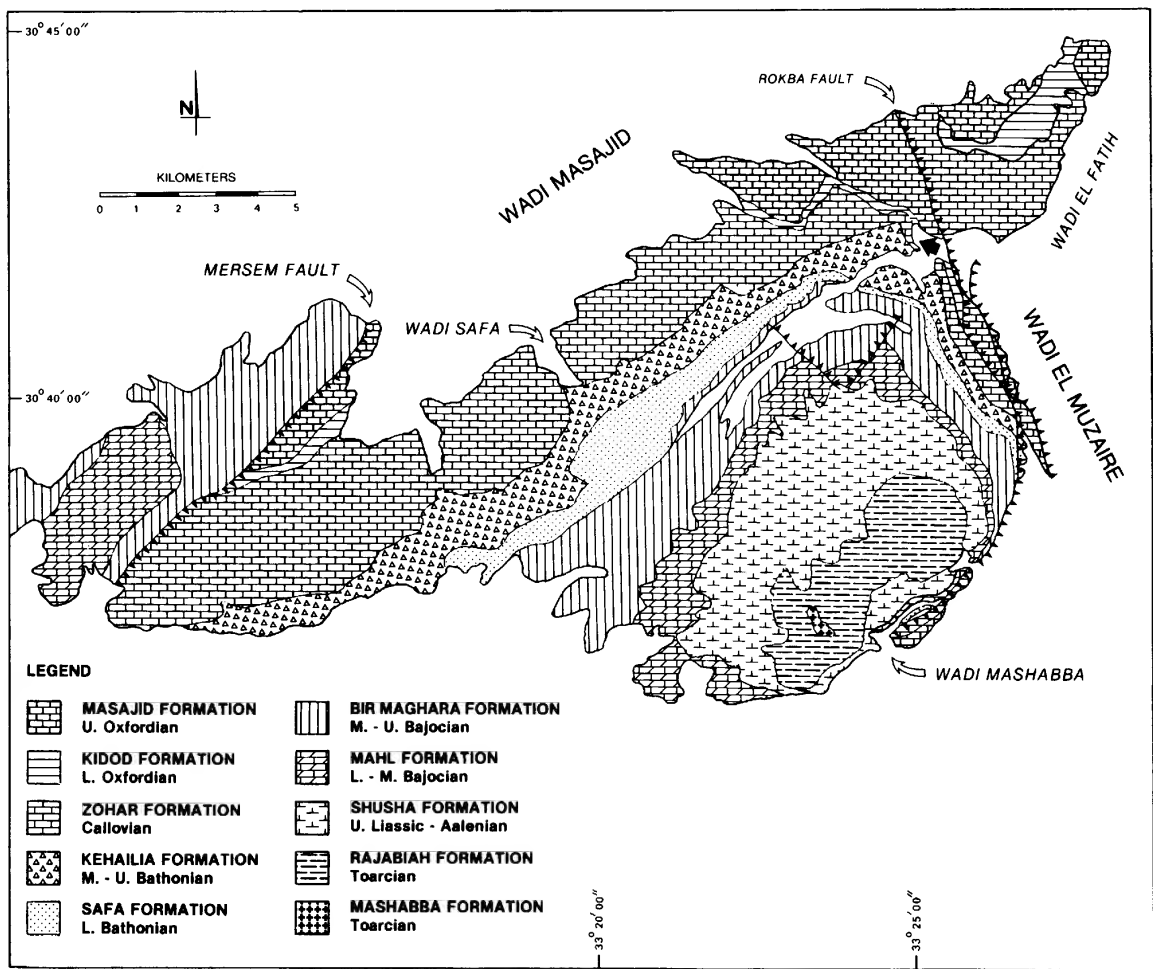 30°45'00"
ROKBA FAULT
N
WADI MASAJID
KILOMETERS
0 1 2 3 4 5
WADI EL FATIH
MERSEM FAULT
WADI SAFA
WADI EL MUZAIRE
30°40'00"
WADI MASHABBA
LEGEND
MASAJID FORMATION
U. Oxfordian
KIDOD FORMATION
L. Oxfordian
ZOHAR FORMATION
Callovian
KEHAILIA FORMATION
M. - U. Bathonian
SAFA FORMATION
L. Bathonian
BIR MAGHARA FORMATION
M. - U. Bajocian
MAHL FORMATION
L. - M. Bajocian
SHUSHA FORMATION
U. Liassic - Aalenian
RAJABIAH FORMATION
Toarcian
MASHABBA FORMATION
Toarcian
33°20'00"
33°25'00"